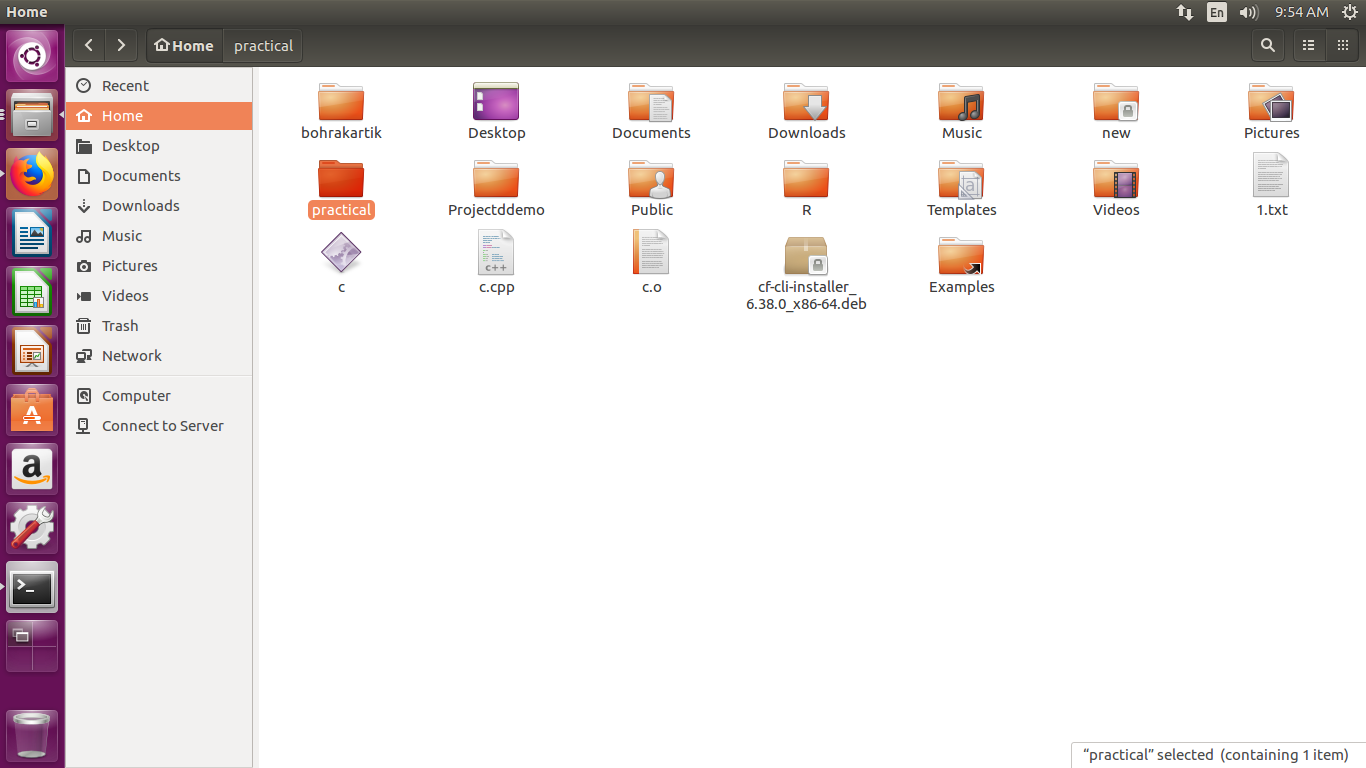 Home
En
9:54 AM
Home
practical
Recent
Home
Desktop
Documents
Downloads
Music
Pictures
Videos
Trash
Network
Computer
Connect to Server
bohrakartik
Desktop
Documents
Downloads
Music
new
Pictures
practical
Projectddemo
Public
R
Templates
Videos
1.txt
c
c++
c.cpp
c.o
cf-cli-installer_
6.38.0_x86-64.deb
Examples
“practical” selected (containing 1 item)